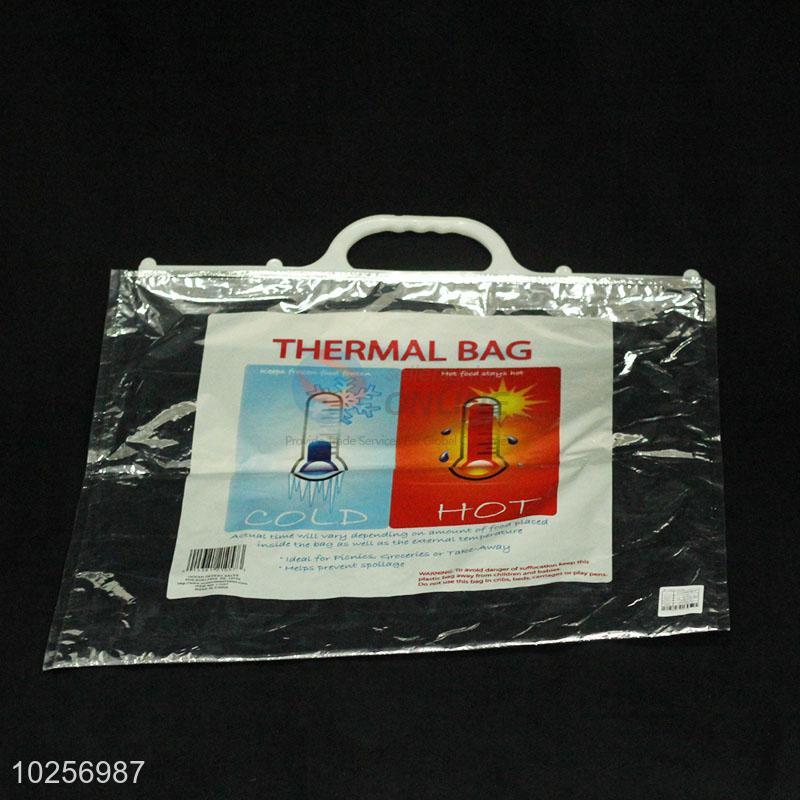 THERMAL BAG
Keeps frozen food frozen
Hot food stays hot
COLD
HOT
Actual time will vary depending on amount of food placed
inside the bag as well as the external temperature
* Ideal for Picnics, Groceries or Take-Away
* Helps prevent spoilage
WARNING: To avoid danger of suffocation keep this
plastic bag away from children and babies.
Do not use this bag in cribs, beds, carriages or play pens.
MADE IN CHINA
10256987